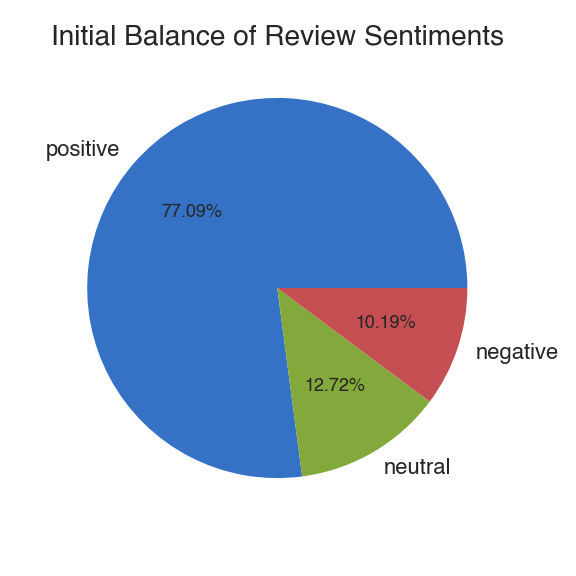 Initial Balance of Review Sentiments
positive
77.09%
10.19%
negative
12.72%
neutral